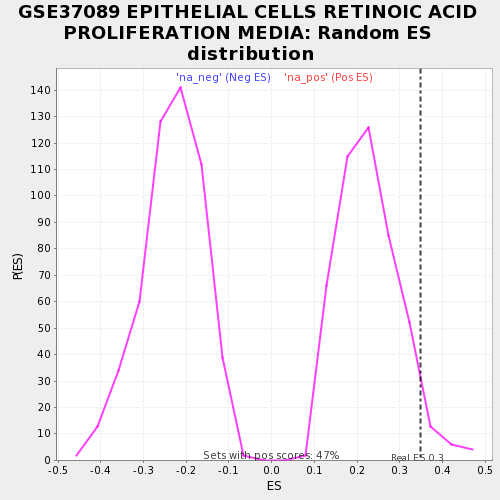 GSE37089 EPITHELIAL CELLS RETINOIC ACID
PROLIFERATION MEDIA: Random ES
distribution
'na_neg' (Neg ES) 'na_pos' (Pos ES)
P(ES)
140
130
120
110
100
90
80
70
60
50
40
30
20
10
0
Sets with pos scores: 47%
Real ES 0.3
-0.5 -0.4 -0.3 -0.2 -0.1 0.0 0.1 0.2 0.3 0.4 0.5
ES